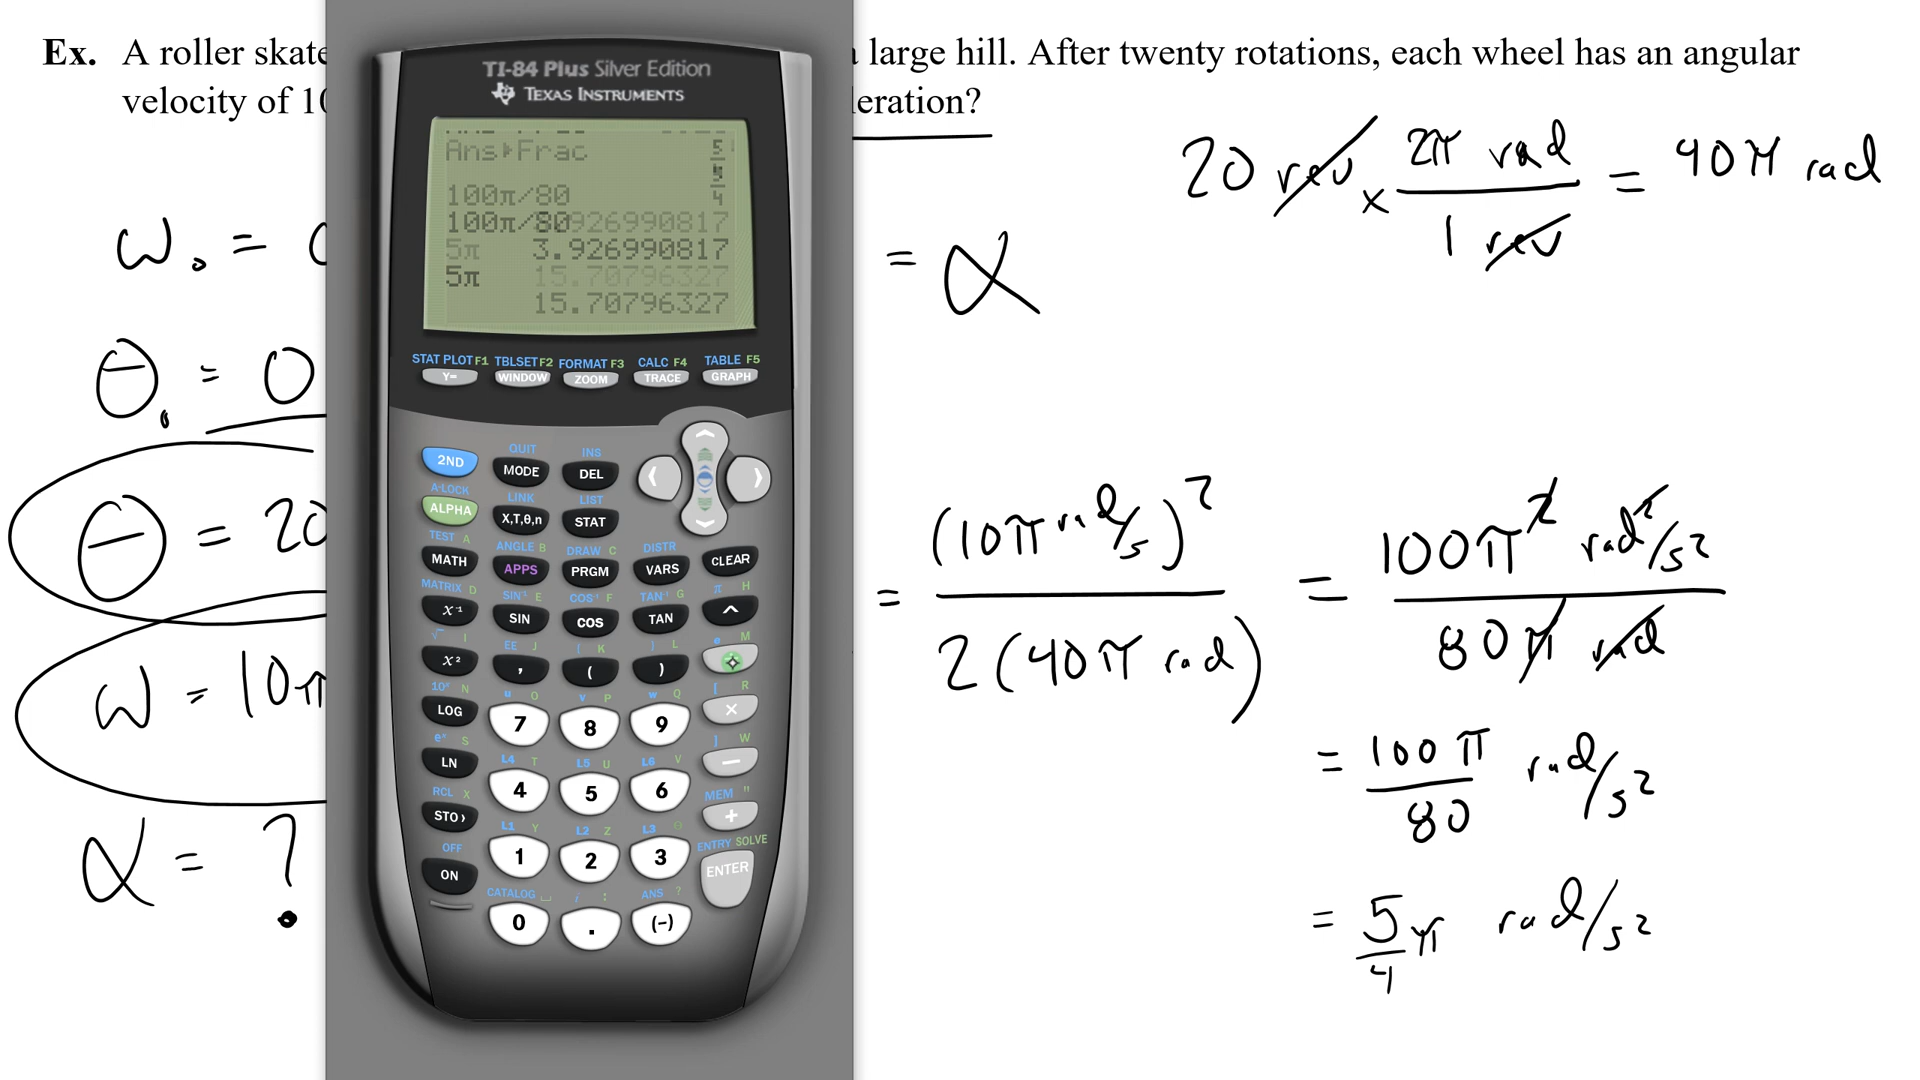 Ex. A roller skate a large hill. After twenty rotations, each wheel has an angular
velocity of 10 leration?
20 rev × 2π rad / 1 rev = 40π rad
ω₀ = 0
= α
θ₀ = 0
θ = 20
ω = 10π
α = ?
= (10π rad/s)² / 2(40π rad) = 100π² rad²/s² / 80π rad
= 100π / 80 rad/s²
= 5/4 π rad/s²
TI-84 Plus Silver Edition
TEXAS INSTRUMENTS
Ans▸Frac
5
4
100π/80
100π/80 926990817
5π 3.926990817
5π 15.70796327
15.70796327
STAT PLOT F1 TBLSET F2 FORMAT F3 CALC F4 TABLE F5
Y= WINDOW ZOOM TRACE GRAPH
QUIT INS
2ND MODE DEL
A-LOCK LINK LIST
ALPHA X,T,θ,n STAT
TEST A ANGLE B DRAW C DISTR
MATH APPS PRGM VARS CLEAR
MATRIX D SIN⁻¹ E COS⁻¹ F TAN⁻¹ G π H
x⁻¹ SIN COS TAN ^
√ I EE J { K } L e M
x² , ( )
10ˣ N u O v P w Q [ R
LOG 7 8 9 ×
eˣ S L4 T L5 U L6 V ] W
LN 4 5 6 −
RCL X L1 Y L2 Z L3 θ MEM "
STO› 1 2 3 +
OFF CATALOG i : ANS ? ENTRY SOLVE
ON 0 . (−) ENTER